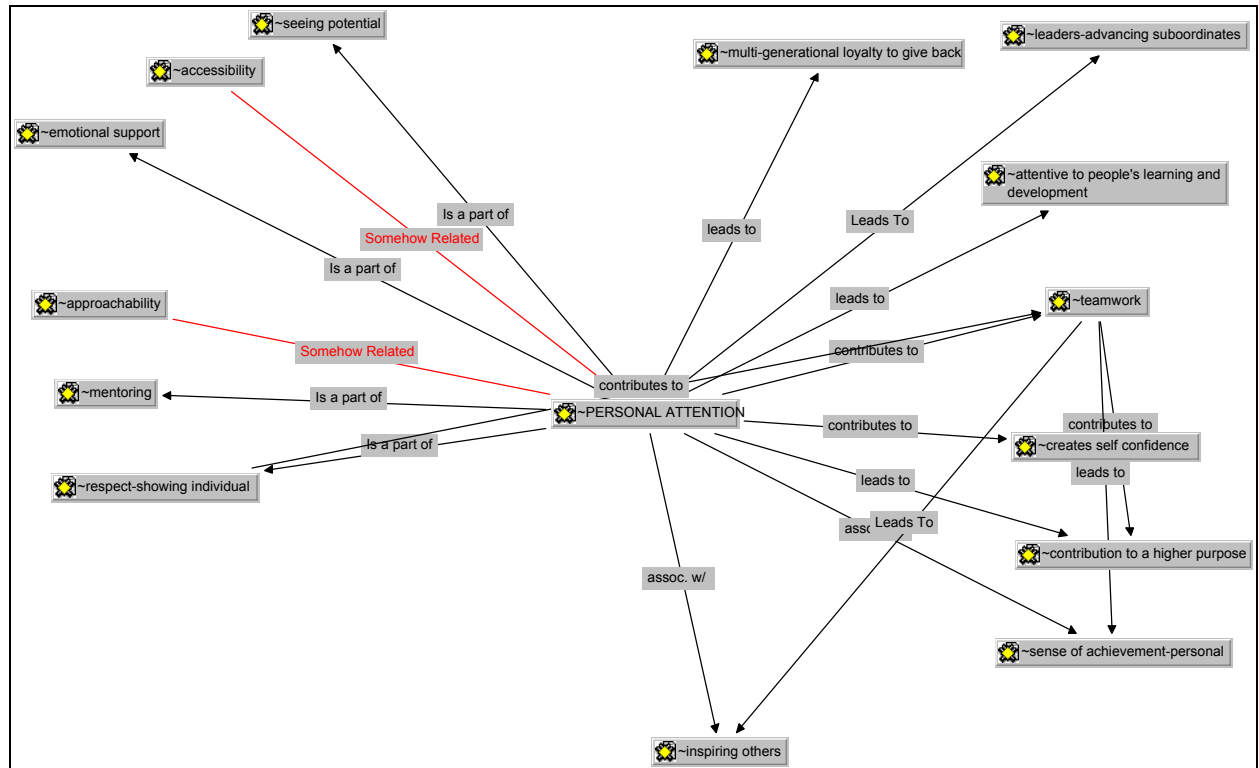 ~seeing potential
~leaders-advancing suboordinates
~multi-generational loyalty to give back
~accessibility
~emotional support
~attentive to people's learning and
development
Is a part of
Leads To
leads to
Somehow Related
Is a part of
leads to
~approachability
~teamwork
Somehow Related
contributes to
contributes to
~mentoring
Is a part of
~PERSONAL ATTENTION
contributes to
contributes to
Is a part of
~creates self confidence
leads to
leads to
~respect-showing individual
Leads To
~contribution to a higher purpose
assoc. w/
~sense of achievement-personal
~inspiring others